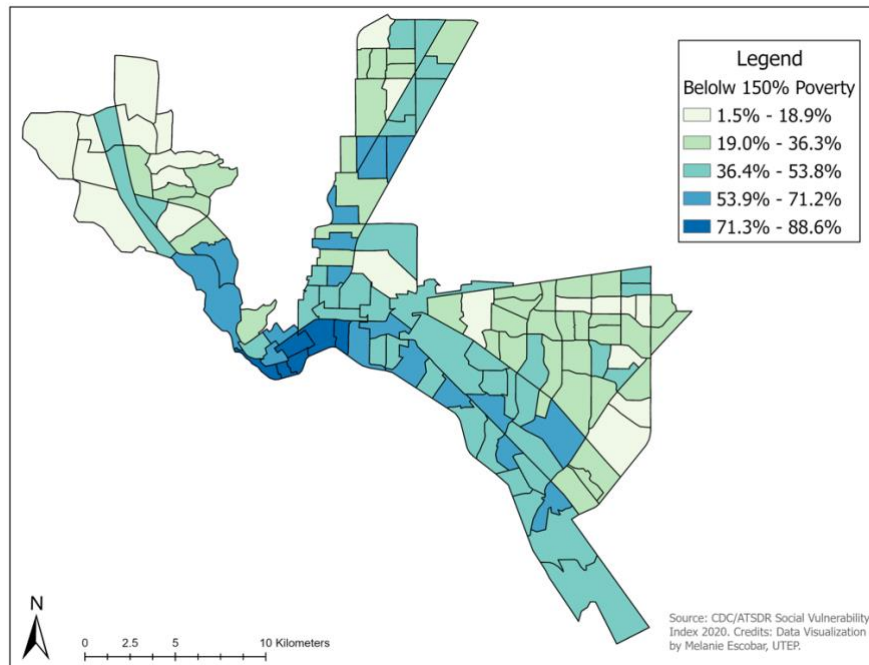 Legend
Belolw 150% Poverty
1.5% - 18.9%
19.0% - 36.3%
36.4% - 53.8%
53.9% - 71.2%
71.3% - 88.6%
N
0 2.5 5 10 Kilometers
Source: CDC/ATSDR Social Vulnerability
Index 2020. Credits: Data Visualization
by Melanie Escobar, UTEP.